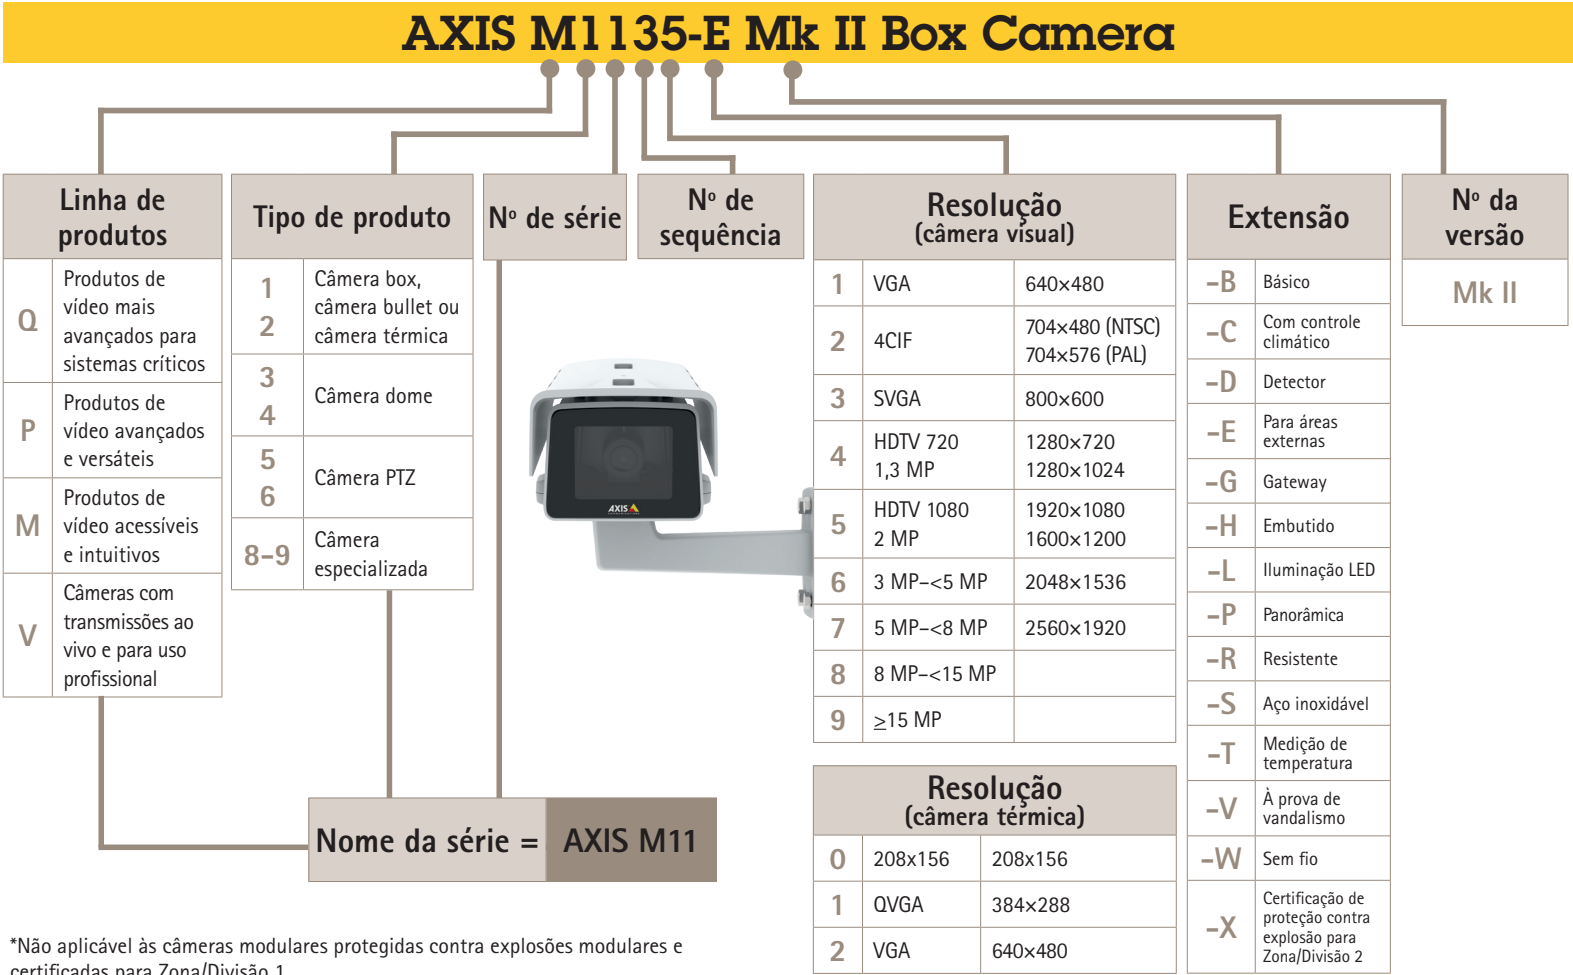 AXIS M1135-E Mk II Box Camera
Linha de
produtos
Q
Produtos de
vídeo mais
avançados para
sistemas críticos
P
Produtos de
vídeo avançados
e versáteis
M
Produtos de
vídeo acessíveis
e intuitivos
V
Câmeras com
transmissões ao
vivo e para uso
profissional
Tipo de produto
1
2
Câmera box,
câmera bullet ou
câmera térmica
3
4
Câmera dome
5
6
Câmera PTZ
8-9
Câmera
especializada
Nº de série
Nº de
sequência
AXIS
Resolução
(câmera visual)
1 VGA 640×480
2 4CIF 704×480 (NTSC)
704×576 (PAL)
3 SVGA 800×600
4 HDTV 720 1280×720
1,3 MP 1280×1024
5 HDTV 1080 1920×1080
2 MP 1600×1200
6 3 MP–<5 MP 2048×1536
7 5 MP–<8 MP 2560×1920
8 8 MP–<15 MP
9 ≥15 MP
Resolução
(câmera térmica)
0 208x156 208x156
1 QVGA 384×288
2 VGA 640×480
Extensão
-B Básico
-C Com controle
climático
-D Detector
-E Para áreas
externas
-G Gateway
-H Embutido
-L Iluminação LED
-P Panorâmica
-R Resistente
-S Aço inoxidável
-T Medição de
temperatura
-V À prova de
vandalismo
-W Sem fio
-X Certificação de
proteção contra
explosão para
Zona/Divisão 2
Nº da
versão
Mk II
Nome da série = AXIS M11
*Não aplicável às câmeras modulares protegidas contra explosões modulares e
certificadas para Zona/Divisão 1